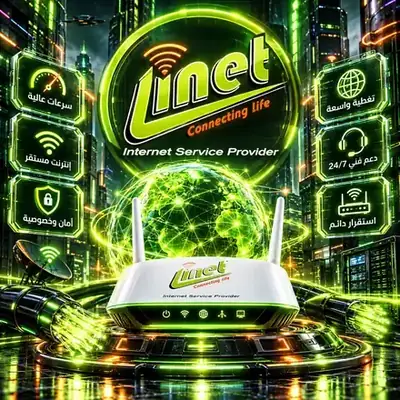 Linet
Connecting Life
Internet Service Provider
سرعات عالية
إنترنت مستقر
أمان وخصوصية
تغطية واسعة
دعم فني 24/7
استقرار دائم
Linet
Connecting Life
Internet Service Provider